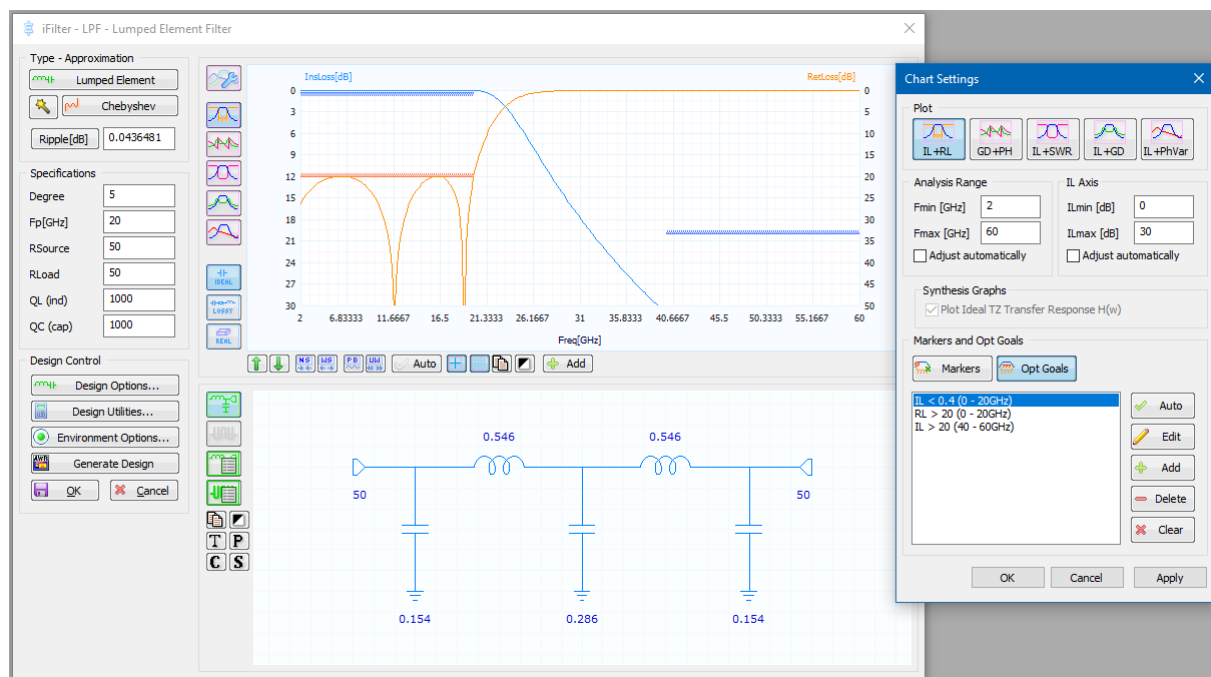 iFilter - LPF - Lumped Element Filter
Type - Approximation
Lumped Element
Chebyshev
Ripple[dB] 0.0436481
Specifications
Degree 5
Fp[GHz] 20
RSource 50
RLoad 50
QL (ind) 1000
QC (cap) 1000
Design Control
Design Options...
Design Utilities...
Environment Options...
AWR Generate Design
OK Cancel
IDEAL
LOSSY
REAL
InsLoss[dB] RetLoss[dB]
0 0
3 5
6 10
9 15
12 20
15 25
18 30
21 35
24 40
27 45
30 50
2 6.83333 11.6667 16.5 21.3333 26.1667 31 35.8333 40.6667 45.5 50.3333 55.1667 60
Freq[GHz]
NS WS PB UW Auto Add
T P
C S
0.546 0.546
50 50
0.154 0.286 0.154
Chart Settings
Plot
IL+RL GD+PH IL+SWR IL+GD IL+PhVar
Analysis Range
Fmin [GHz] 2
Fmax [GHz] 60
Adjust automatically
IL Axis
ILmin [dB] 0
ILmax [dB] 30
Adjust automatically
Synthesis Graphs
Plot Ideal TZ Transfer Response H(w)
Markers and Opt Goals
Markers Opt Goals
IL < 0.4 (0 - 20GHz)
RL > 20 (0 - 20GHz)
IL > 20 (40 - 60GHz)
Auto
Edit
Add
Delete
Clear
OK Cancel Apply